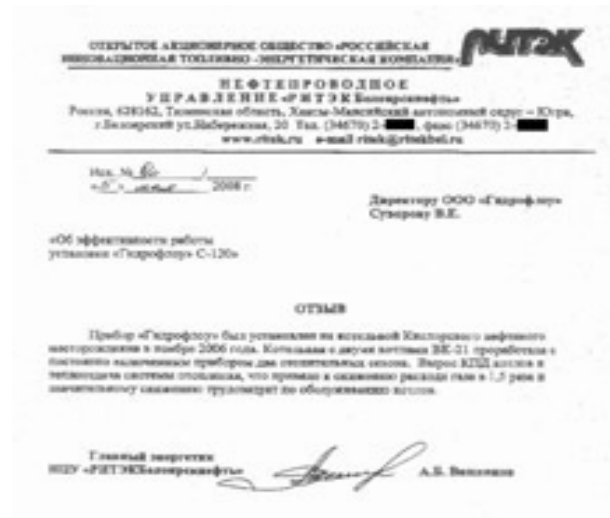 ОТКРЫТОЕ АКЦИОНЕРНОЕ ОБЩЕСТВО «РОССИЙСКАЯ
ИННОВАЦИОННАЯ ТОПЛИВНО-ЭНЕРГЕТИЧЕСКАЯ КОМПАНИЯ»
РИТЭК
НЕФТЕПРОВОДНОЕ
УПРАВЛЕНИЕ «РИТЭКБелоярскнефть»
Россия, 628162, Тюменская область, Ханты-Мансийский автономный округ – Югра,
г.Белоярский ул.Набережная, 20 Тел. (34670) 2- факс (34670) 2-
www.ritek.ru e-mail ritek@ritekbel.ru
Исх. №
2008 г.
Директору ООО «Гидрофлоу»
Суворову В.Е.
«Об эффективности работы
установки «Гидрофлоу» С-120»
ОТЗЫВ
Прибор «Гидрофлоу» был установлен на котельной Кислорского нефтяного
месторождения в ноябре 2006 года. Котельная с двумя котлами ВК-21 проработала с
постоянно включенным прибором два отопительных сезона. Вырос КПД котлов и
теплоотдача системы отопления, что привело к снижению расхода газа в 1,5 раза и
значительному снижению трудозатрат по обслуживанию котлов.
Главный энергетик
НПУ «РИТЭКБелоярскнефть»
А.Б.